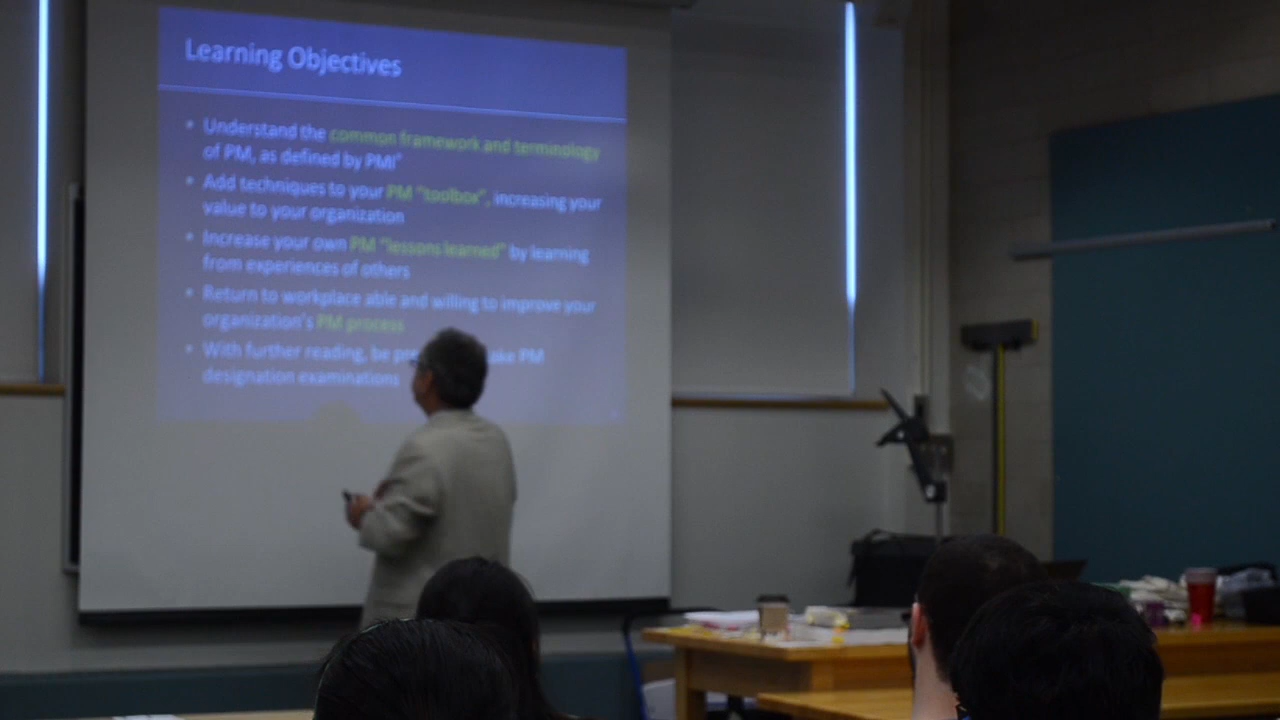 Learning Objectives
• Understand the common framework and terminology
of PM, as defined by PMI
• Add techniques to your PM "toolbox", increasing your
value to your organization
• Increase your own PM "lessons learned" by learning
from experiences of others
• Return to workplace able and willing to improve your
organization's PM process
• With further reading, be PM
designation examinations